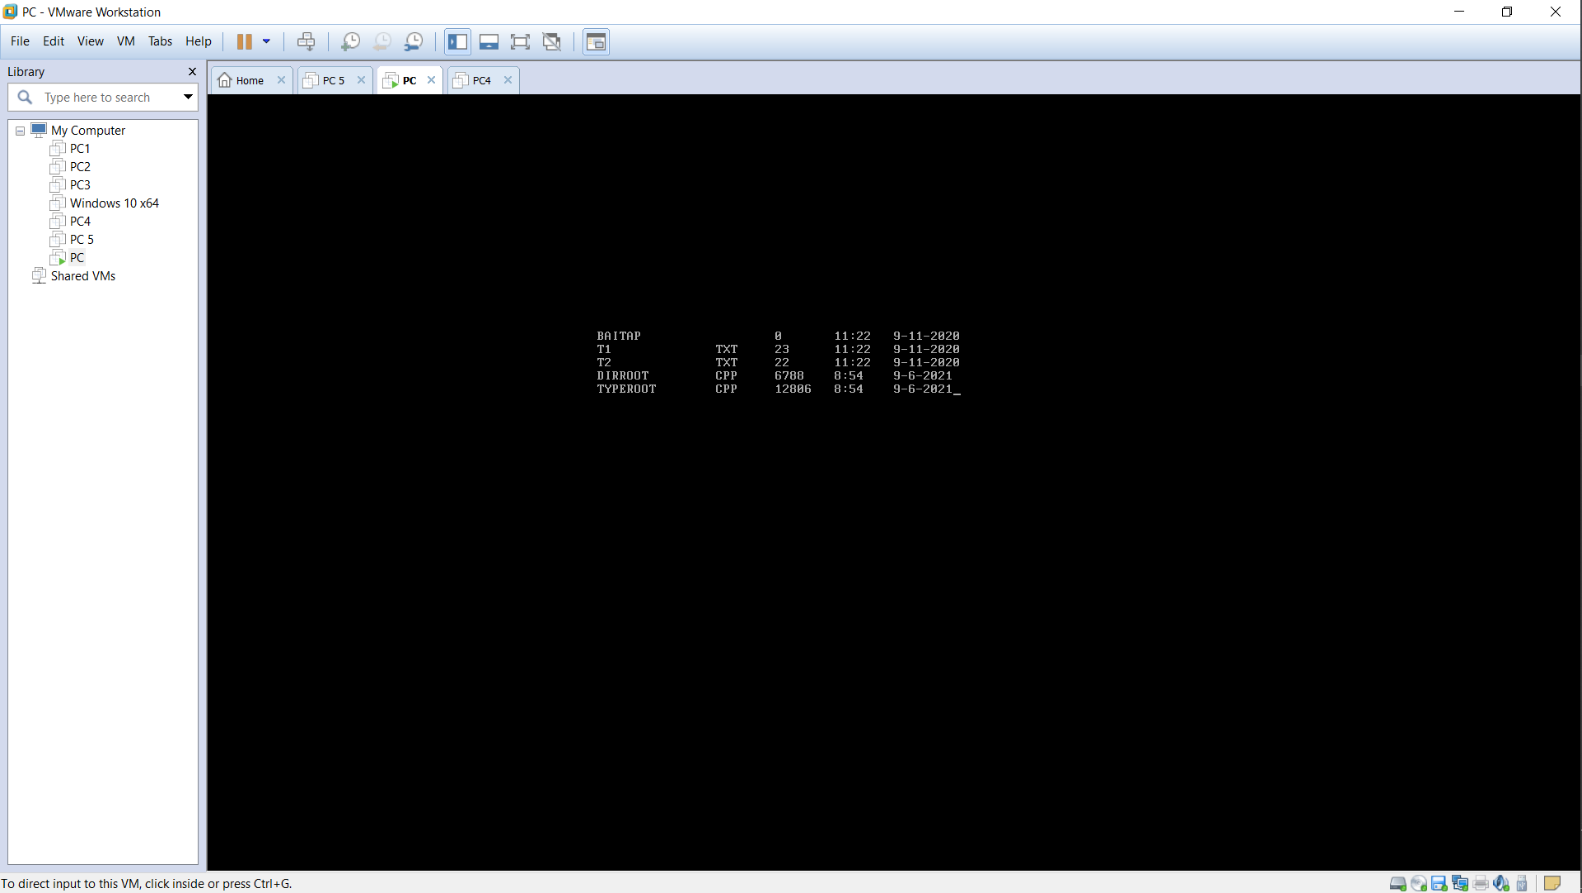 PC - VMware Workstation
File Edit View VM Tabs Help
Library
Type here to search
My Computer
PC1
PC2
PC3
Windows 10 x64
PC4
PC 5
PC
Shared VMs
Home PC 5 PC PC4
BAITAP 0 11:22 9-11-2020
T1 TXT 23 11:22 9-11-2020
T2 TXT 22 11:22 9-11-2020
DIRROOT CPP 6788 8:54 9-6-2021
TYPEROOT CPP 12806 8:54 9-6-2021_
To direct input to this VM, click inside or press Ctrl+G.